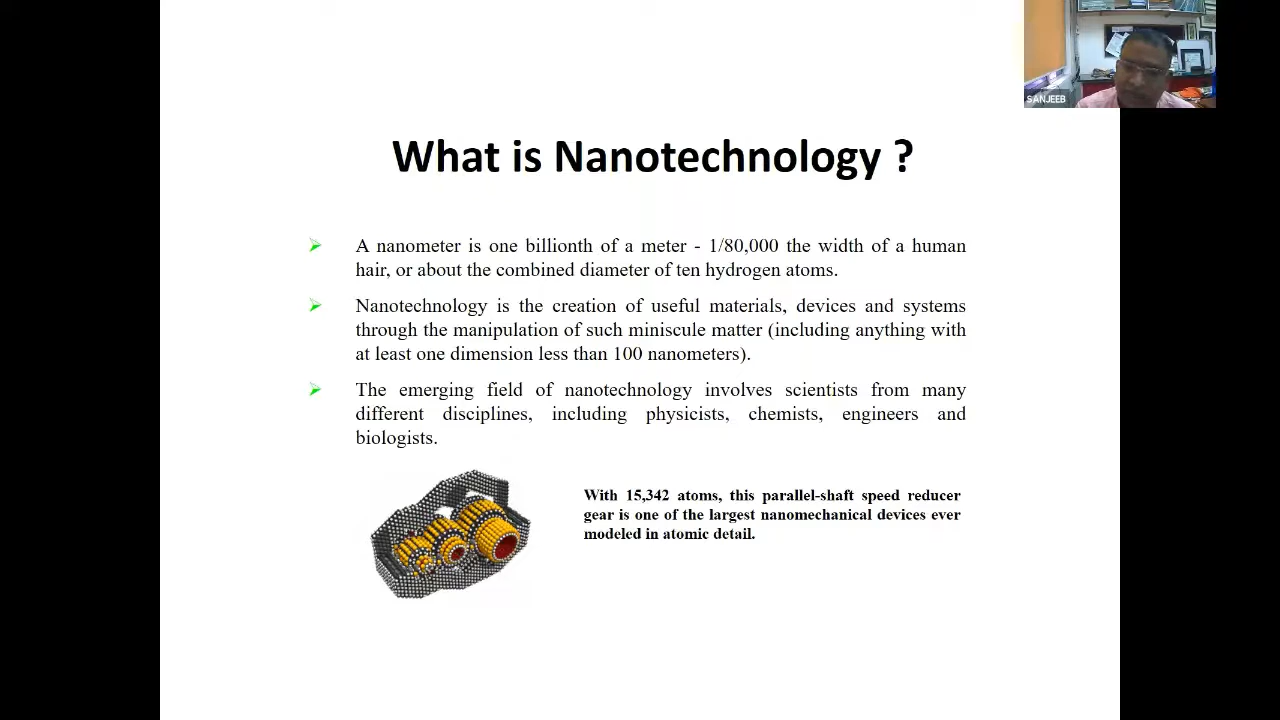 SANJEEB
What is Nanotechnology ?
A nanometer is one billionth of a meter - 1/80,000 the width of a human
hair, or about the combined diameter of ten hydrogen atoms.
Nanotechnology is the creation of useful materials, devices and systems
through the manipulation of such miniscule matter (including anything with
at least one dimension less than 100 nanometers).
The emerging field of nanotechnology involves scientists from many
different disciplines, including physicists, chemists, engineers and
biologists.
With 15,342 atoms, this parallel-shaft speed reducer
gear is one of the largest nanomechanical devices ever
modeled in atomic detail.